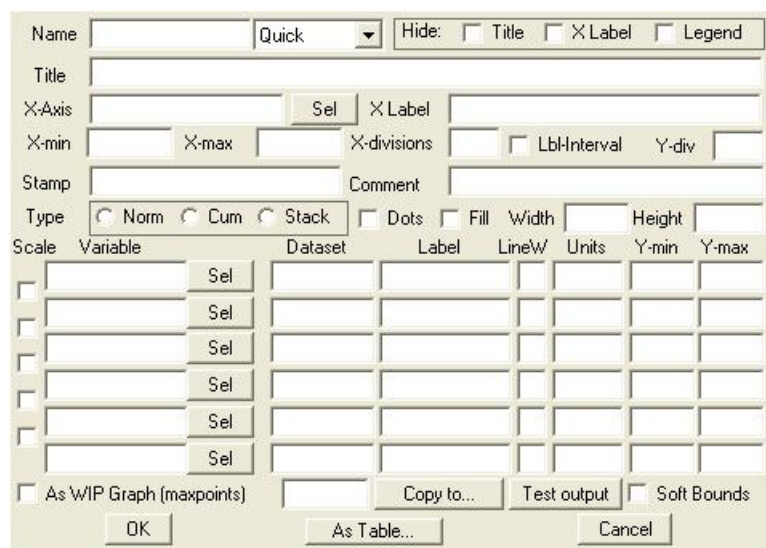 Name Quick Hide: Title X Label Legend
Title
X-Axis Sel X Label
X-min X-max X-divisions Lbl-Interval Y-div
Stamp Comment
Type Norm Cum Stack Dots Fill Width Height
Scale Variable Dataset Label LineW Units Y-min Y-max
Sel
Sel
Sel
Sel
Sel
Sel
As WIP Graph (maxpoints) Copy to... Test output Soft Bounds
OK As Table... Cancel